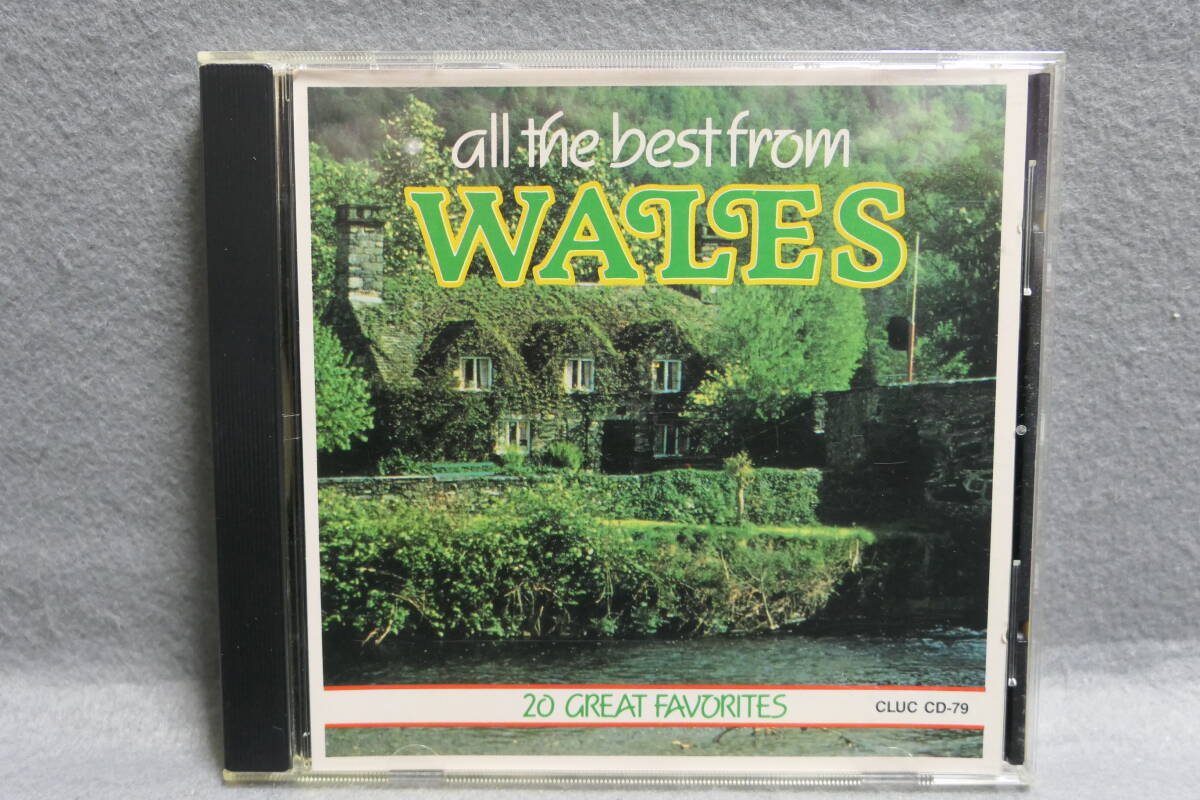 all the best from
WALES
20 GREAT FAVORITES
CLUC CD-79